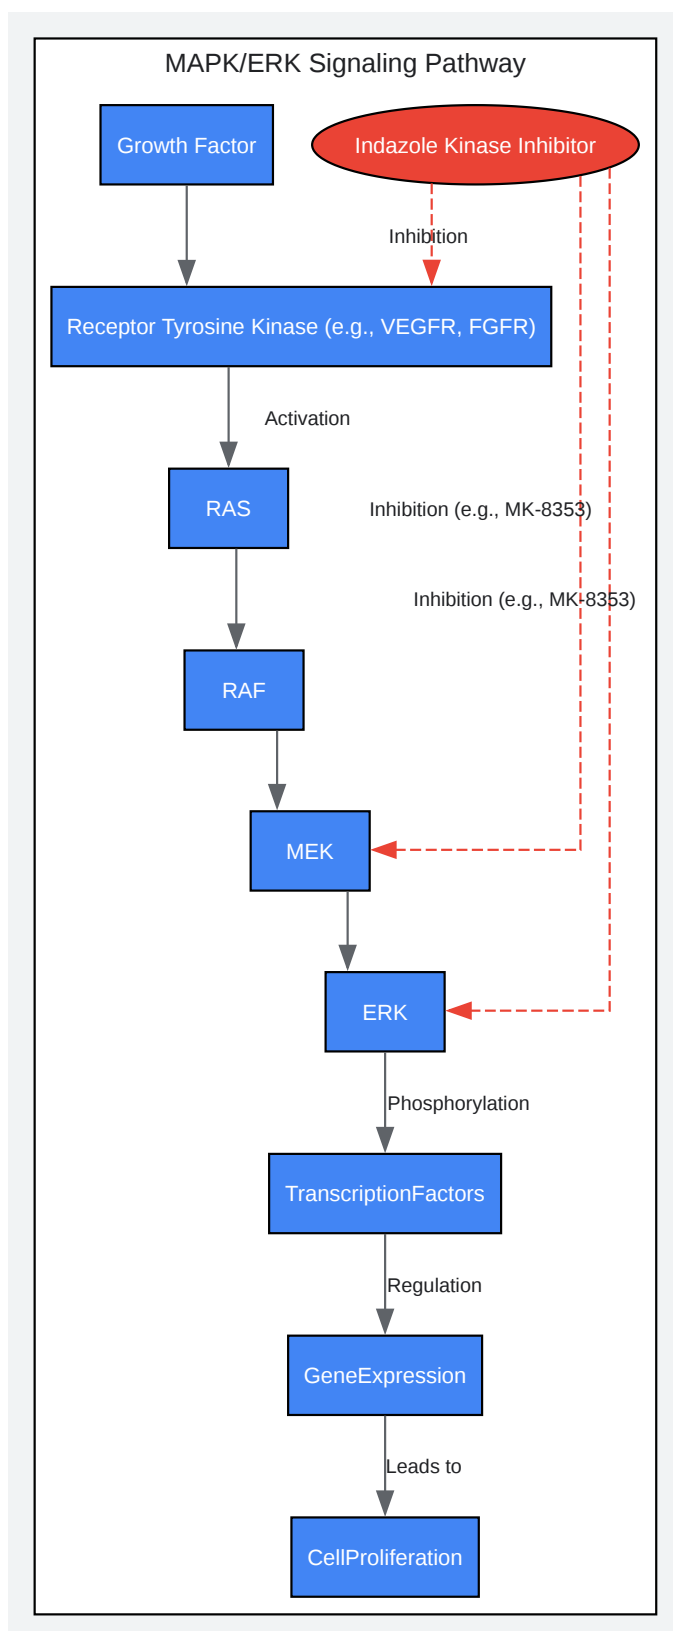 MAPK/ERK Signaling Pathway
Growth Factor
Indazole Kinase Inhibitor
Inhibition
Receptor Tyrosine Kinase (e.g., VEGFR, FGFR)
Activation
RAS
Inhibition (e.g., MK-8353)
Inhibition (e.g., MK-8353)
RAF
MEK
ERK
Phosphorylation
TranscriptionFactors
Regulation
GeneExpression
Leads to
CellProliferation